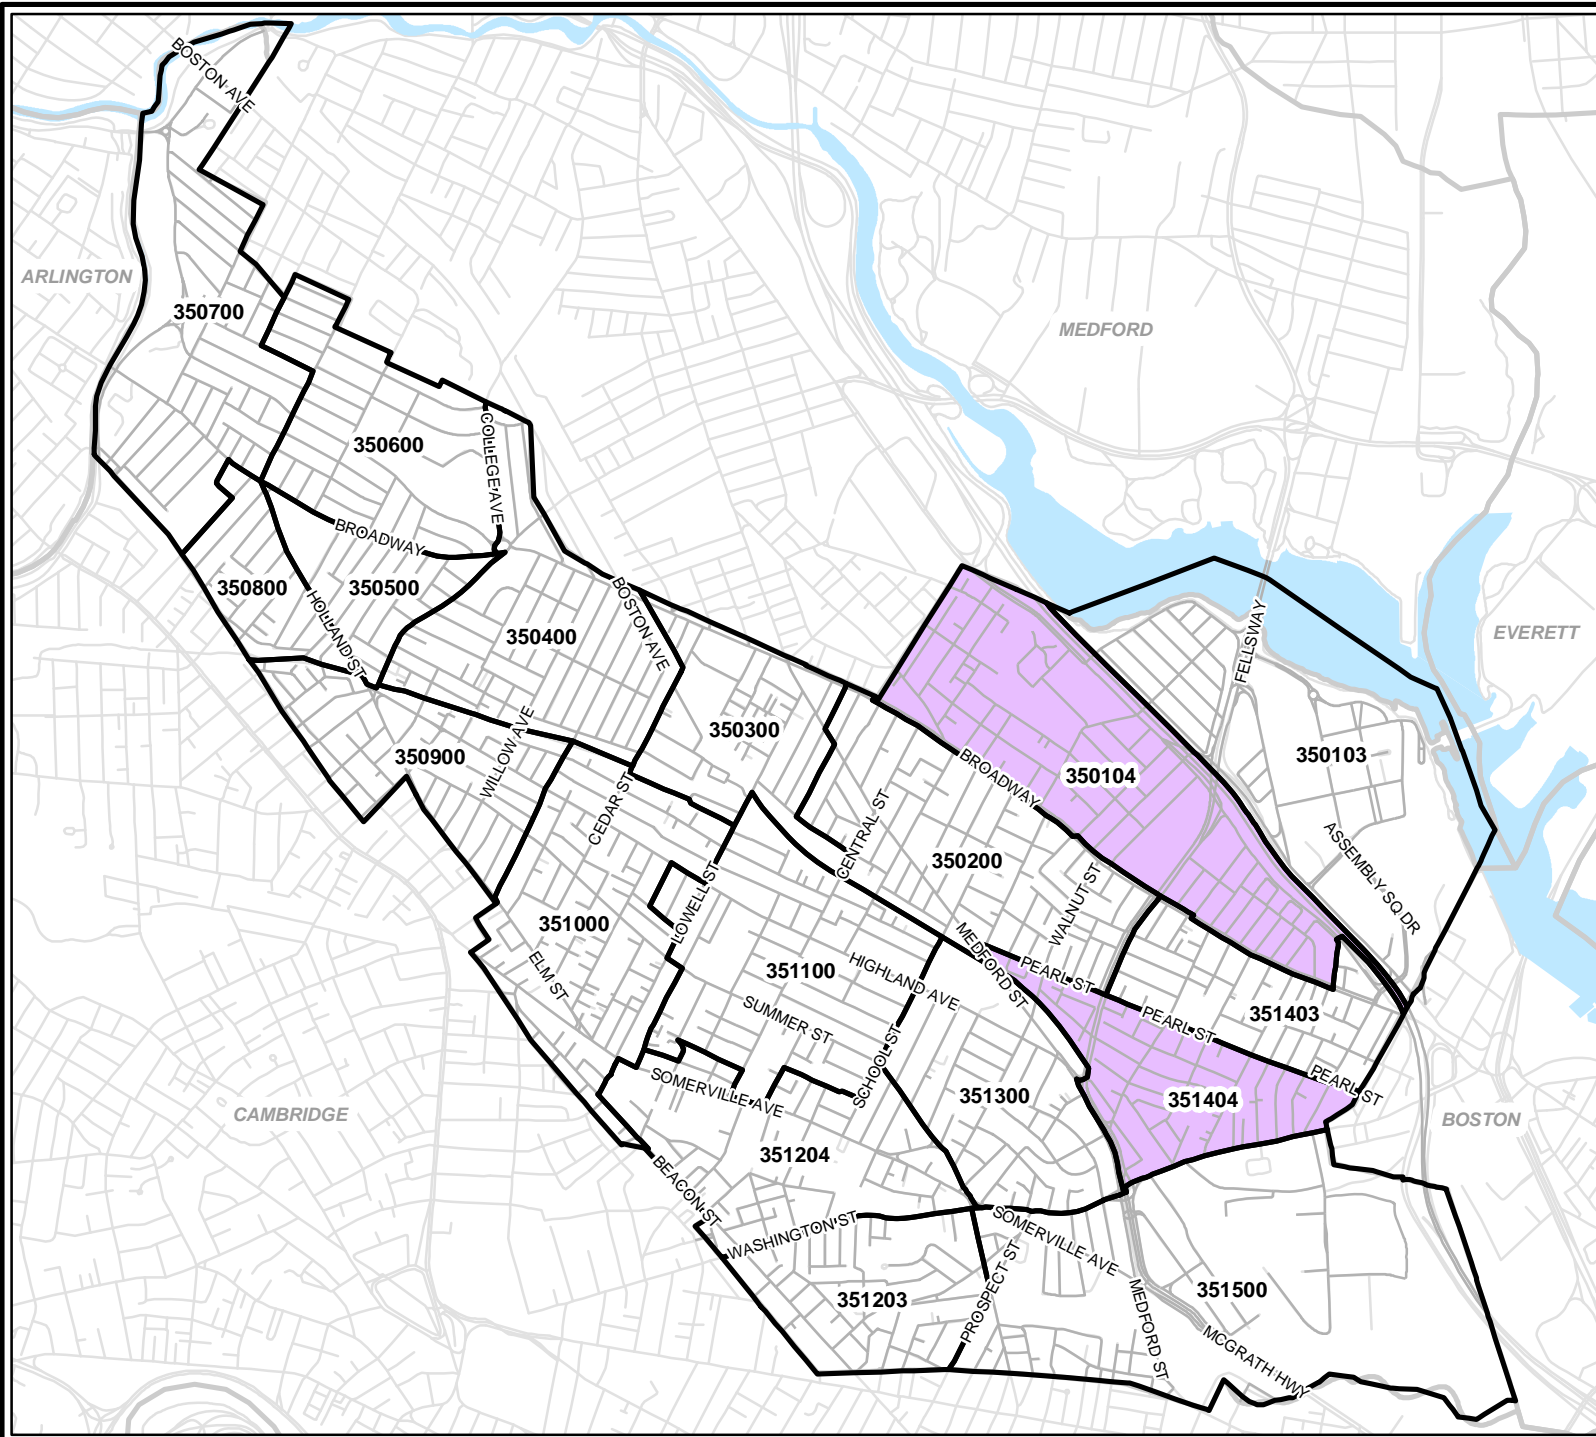 BOSTON AVE
ARLINGTON
350700
MEDFORD
350600
COLLEGE AVE
BROADWAY
350800
350500
HOLLAND ST
350400
BOSTON AVE
FELLSWAY
EVERETT
350300
350900
WILLOW AVE
BROADWAY
350104
350103
CEDAR ST
CENTRAL ST
350200
WALNUT ST
ASSEMBLY SQ DR
351000
LOWELL ST
ELM ST
351100
HIGHLAND AVE
MEDFORD ST
PEARL ST
SUMMER ST
PEARL ST
351403
SCHOOL ST
SOMERVILLE AVE
351300
351404
PEARL ST
CAMBRIDGE
BOSTON
351204
BEACON ST
WASHINGTON ST
SOMERVILLE AVE
351203
PROSPECT ST
MEDFORD ST
351500
MCGRATH HWY